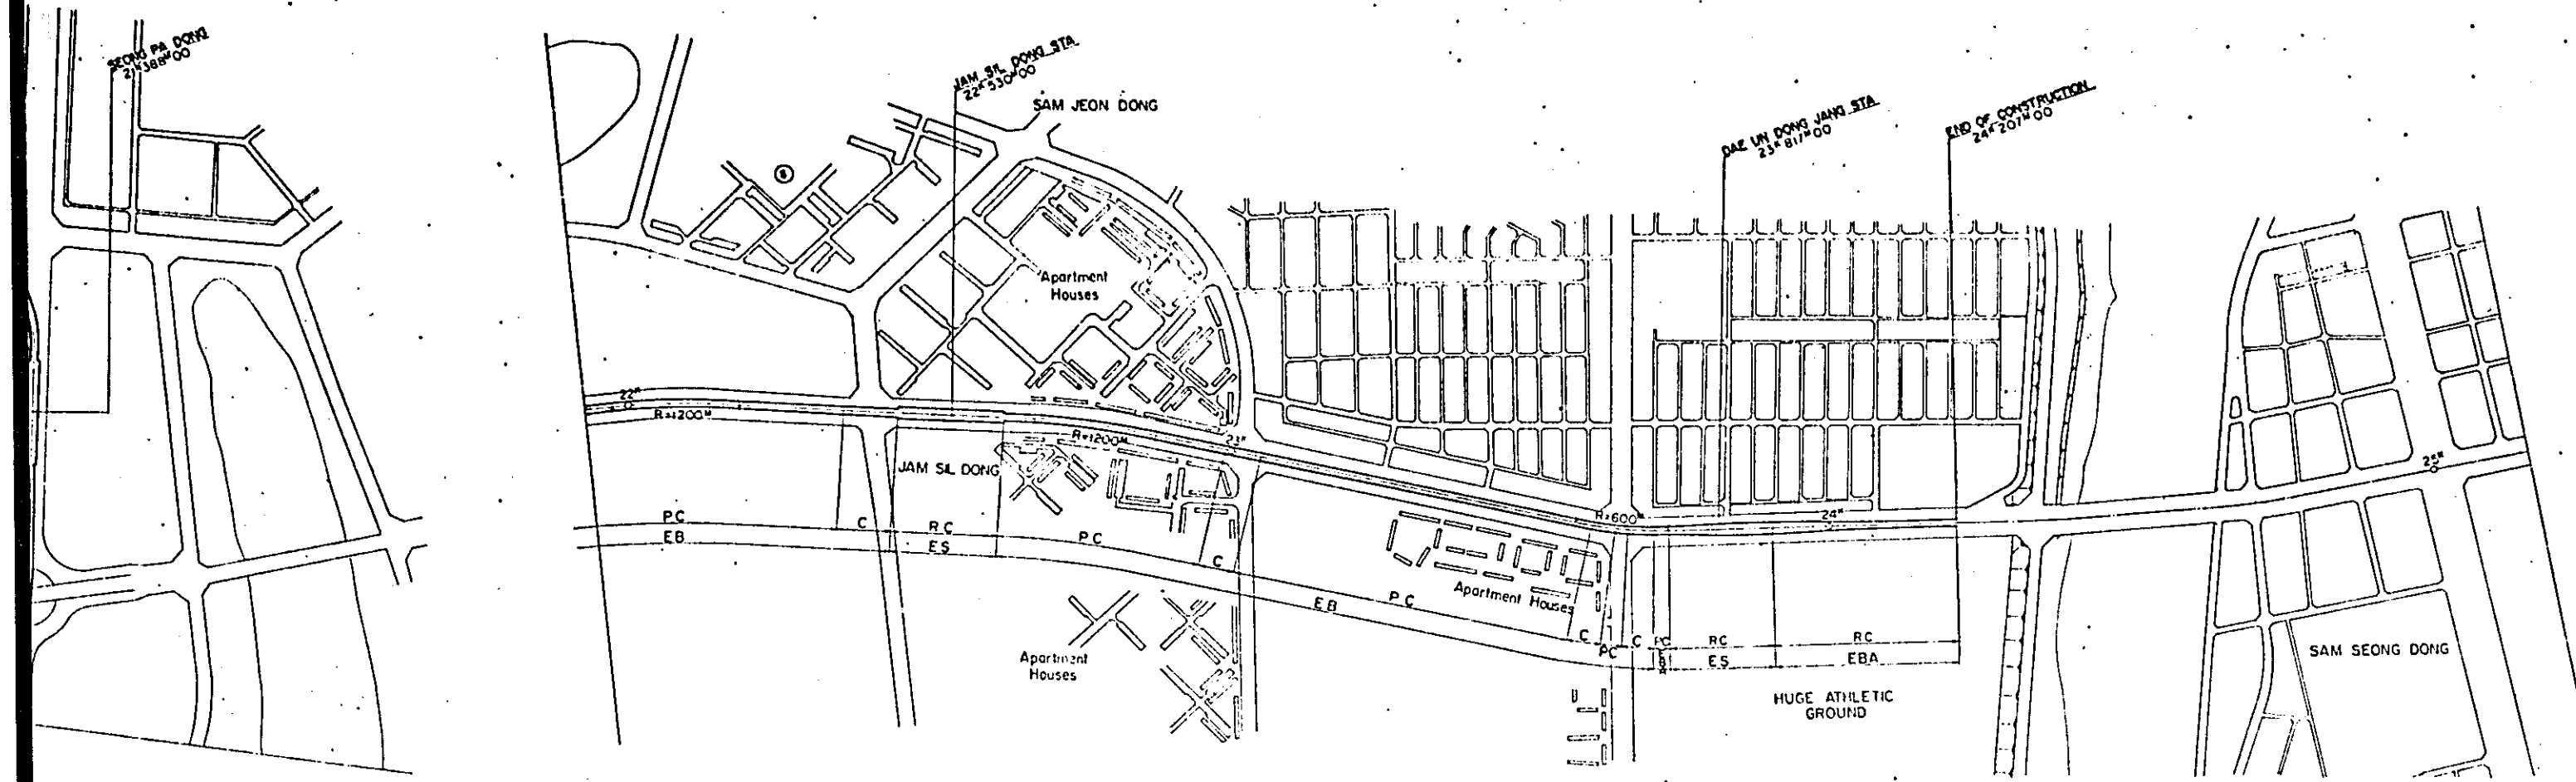 SEONG PA DONG
21ᴷ388ᴹ00
JAM SIL DONG STA.
22ᴷ530ᴹ00
SAM JEON DONG
DAE UN DONG JANG STA.
23ᴷ817ᴹ00
END OF CONSTRUCTION
24ᴷ207ᴹ00
Apartment
Houses
22ᴷ
R=1200ᴹ
R=1200ᴹ
23ᴷ
JAM SIL DONG
25ᴷ
R=600ᴹ
24ᴷ
PC
C
RC
PC
C
EB
ES
EB
PC
Apartment Houses
C
PC
C
PC
RC
RC
ES
EBA
Apartment
Houses
SAM SEONG DONG
HUGE ATHLETIC
GROUND